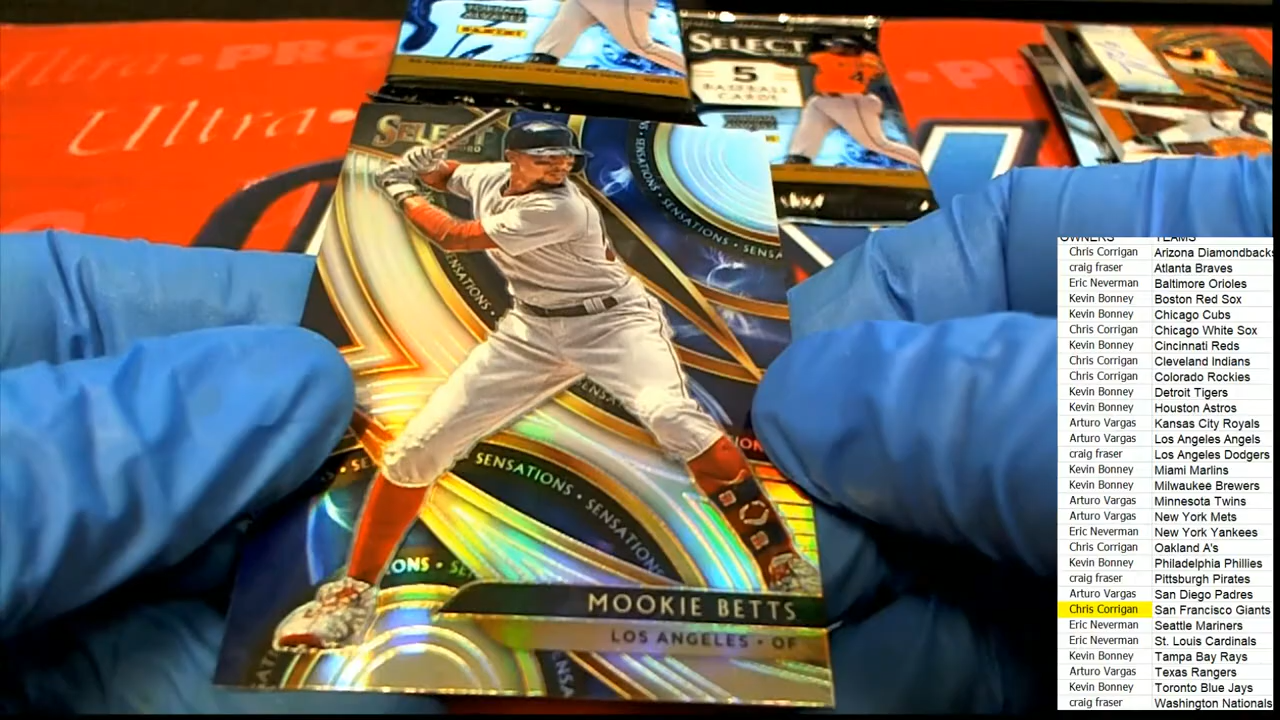 PRO
Ultra • PRO
Ultra •
PANINI
SELECT
5
BASEBALL
CARDS
SELECT
SENSATIONS • SENSATIONS • SENSA
SENSATIONS •
SENSATIONS • SENSATIONS
MOOKIE BETTS
LOS ANGELES • OF
OWNERS TEAMS
Chris Corrigan Arizona Diamondbacks
craig fraser Atlanta Braves
Eric Neverman Baltimore Orioles
Kevin Bonney Boston Red Sox
Kevin Bonney Chicago Cubs
Chris Corrigan Chicago White Sox
Kevin Bonney Cincinnati Reds
Chris Corrigan Cleveland Indians
Chris Corrigan Colorado Rockies
Kevin Bonney Detroit Tigers
Kevin Bonney Houston Astros
Arturo Vargas Kansas City Royals
Arturo Vargas Los Angeles Angels
craig fraser Los Angeles Dodgers
Kevin Bonney Miami Marlins
Kevin Bonney Milwaukee Brewers
Arturo Vargas Minnesota Twins
Arturo Vargas New York Mets
Eric Neverman New York Yankees
Chris Corrigan Oakland A's
Kevin Bonney Philadelphia Phillies
craig fraser Pittsburgh Pirates
Arturo Vargas San Diego Padres
Chris Corrigan San Francisco Giants
Eric Neverman Seattle Mariners
Eric Neverman St. Louis Cardinals
Kevin Bonney Tampa Bay Rays
Arturo Vargas Texas Rangers
Kevin Bonney Toronto Blue Jays
craig fraser Washington Nationals